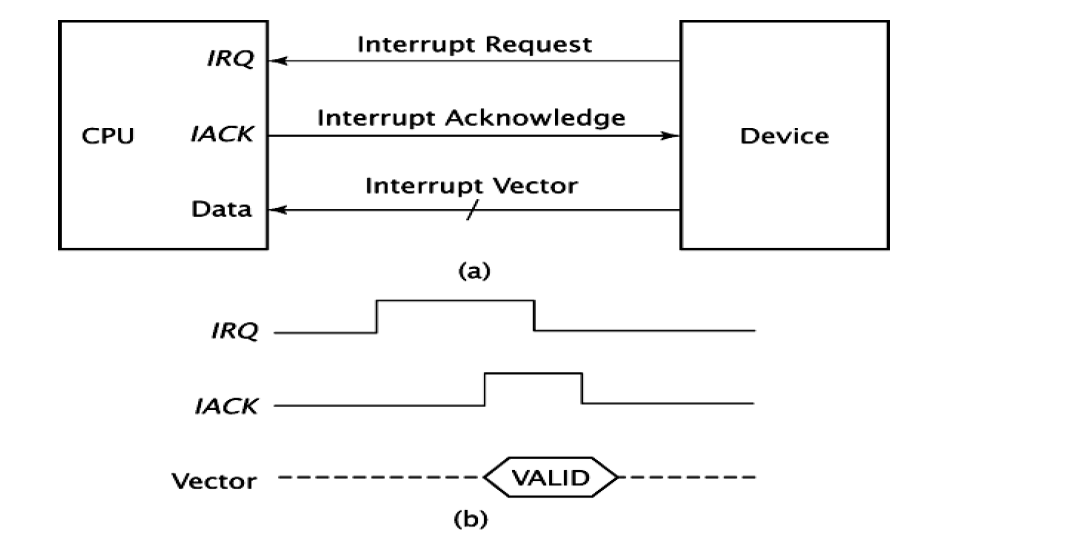 IRQ
Interrupt Request
CPU
IACK
Interrupt Acknowledge
Device
Data
Interrupt Vector
(a)
IRQ
IACK
Vector
VALID
(b)